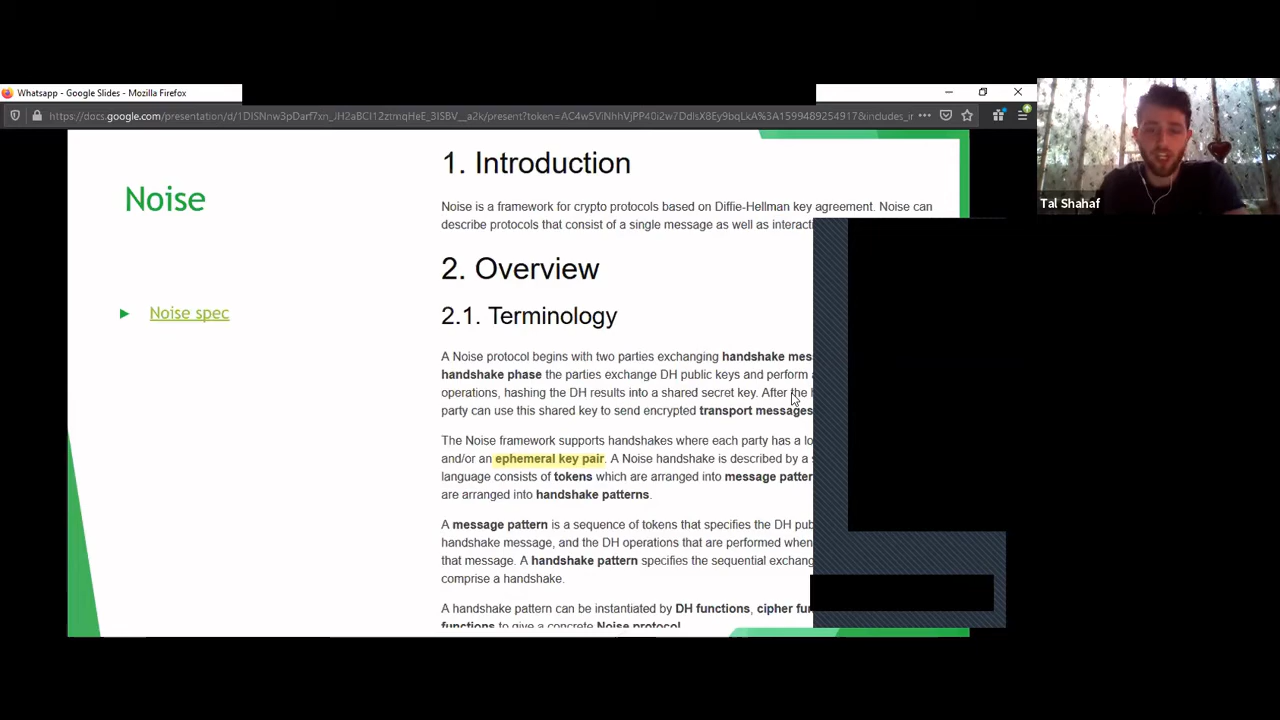 Whatsapp - Google Slides - Mozilla Firefox
Noise
Noise spec
1. Introduction
Noise is a framework for crypto protocols based on Diffie-Hellman key agreement. Noise can
describe protocols that consist of a single message as well as
2. Overview
2.1. Terminology
A Noise protocol begins with two parties exchanging handshake
handshake phase the parties exchange DH public keys and perform
operations, hashing the DH results into a shared secret key. After the
party can use this shared key to send encrypted transport messages
The Noise framework supports handshakes where each party has a
and/or an ephemeral key pair. A Noise handshake is described by a
language consists of tokens which are arranged into message
are arranged into handshake patterns.
A message pattern is a sequence of tokens that specifies the DH
handshake message, and the DH operations that are performed when
that message. A handshake pattern specifies the sequential
comprise a handshake.
A handshake pattern can be instantiated by DH functions, cipher
functions to give a concrete Noise protocol.
Tal Shahaf